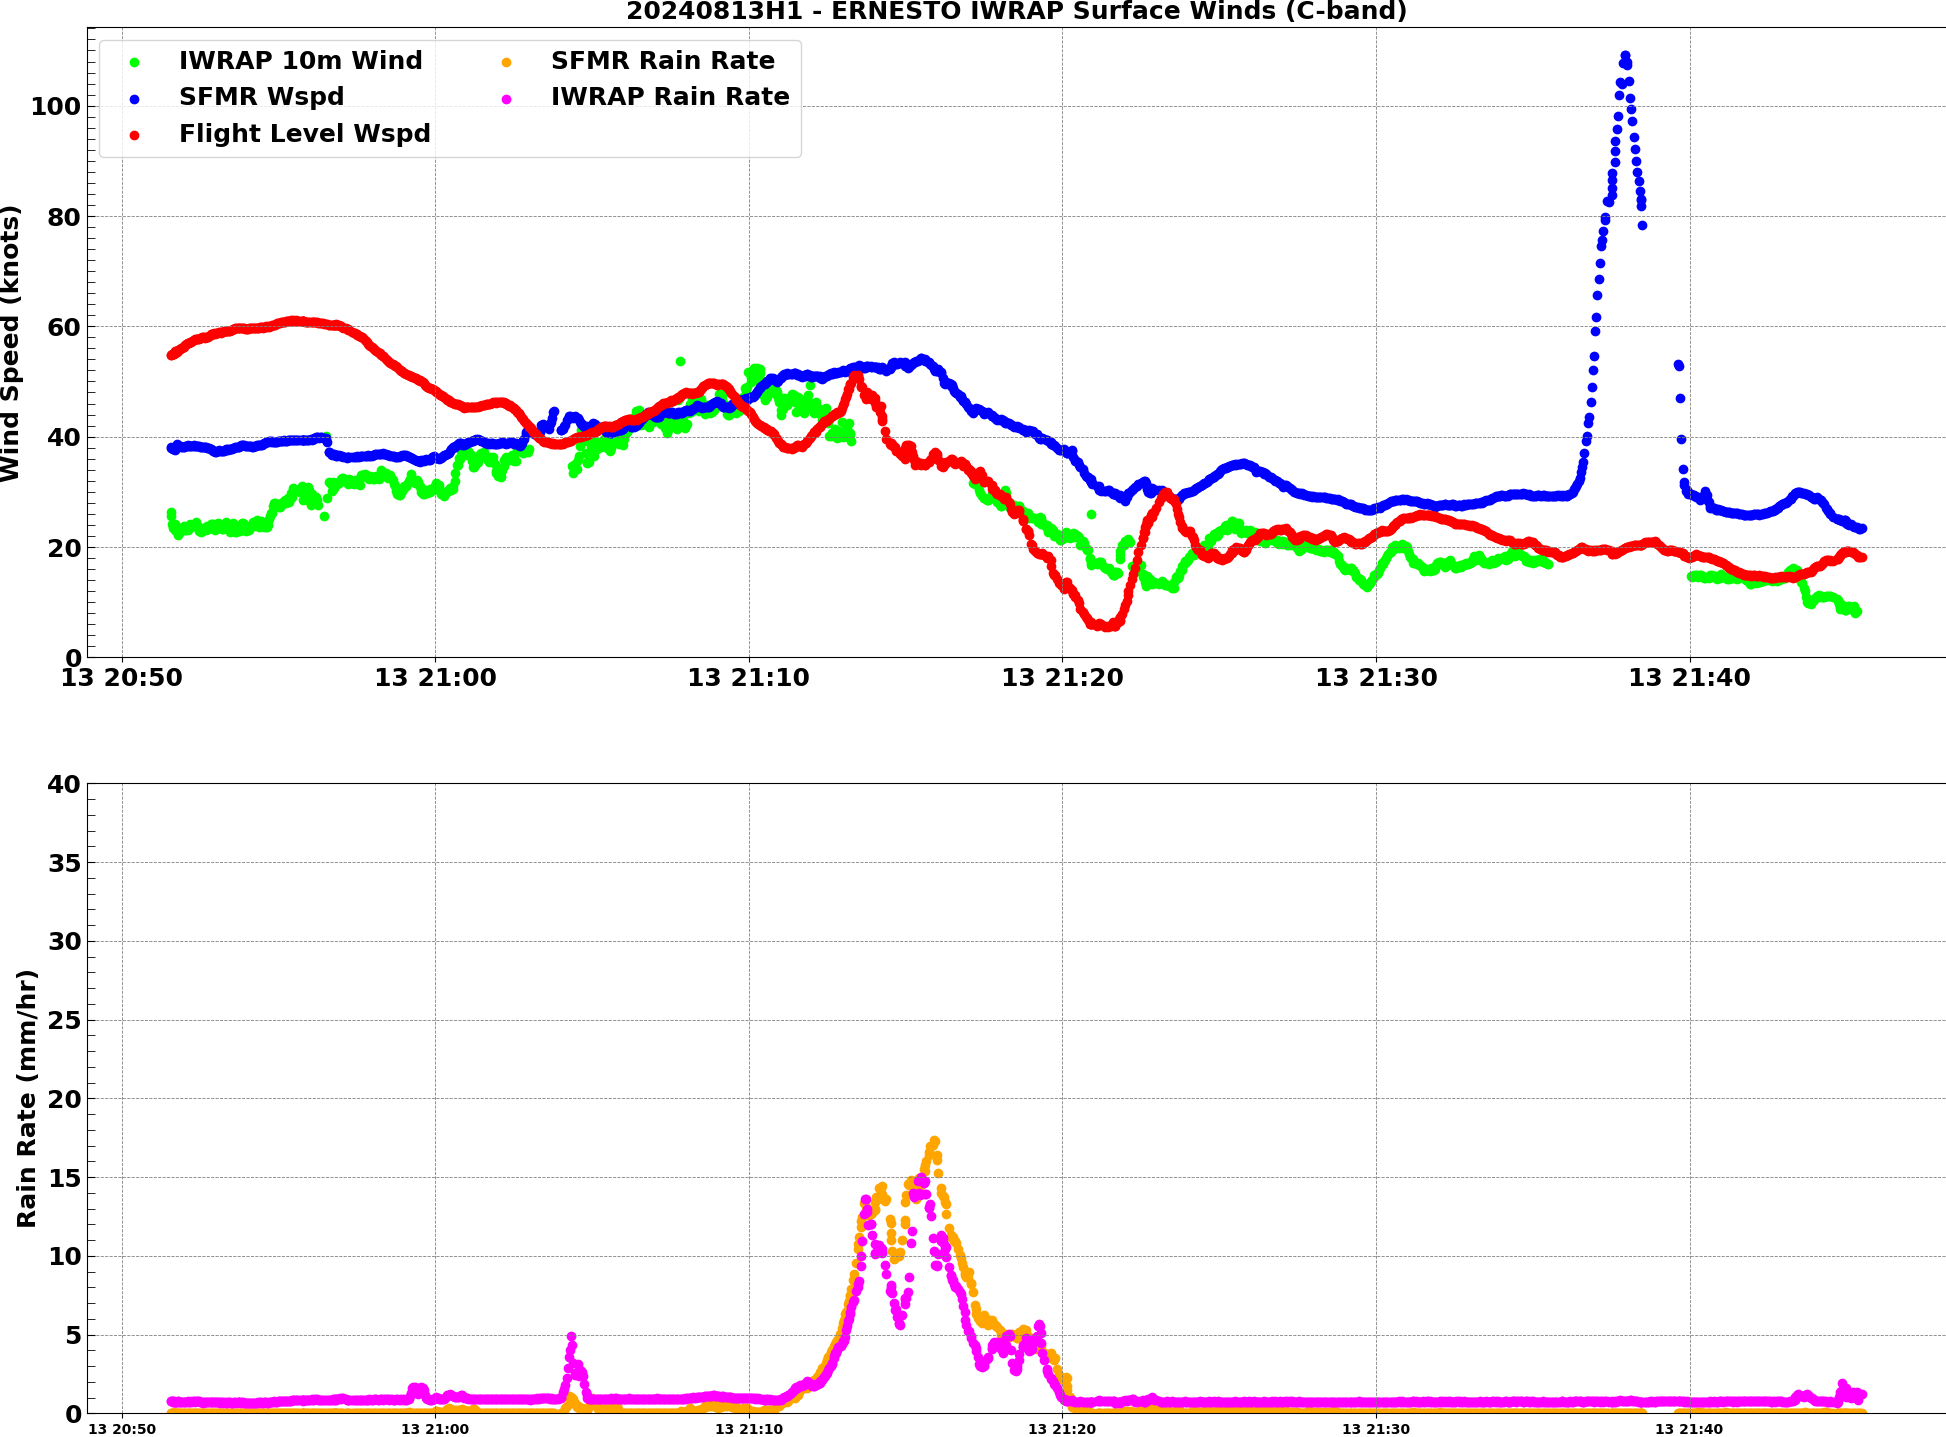 20240813H1 - ERNESTO IWRAP Surface Winds (C-band)
IWRAP 10m Wind
SFMR Wspd
Flight Level Wspd
SFMR Rain Rate
IWRAP Rain Rate
Wind Speed (knots)
100
80
60
40
20
0
13 20:50 13 21:00 13 21:10 13 21:20 13 21:30 13 21:40
Rain Rate (mm/hr)
40
35
30
25
20
15
10
5
0
13 20:50 13 21:00 13 21:10 13 21:20 13 21:30 13 21:40